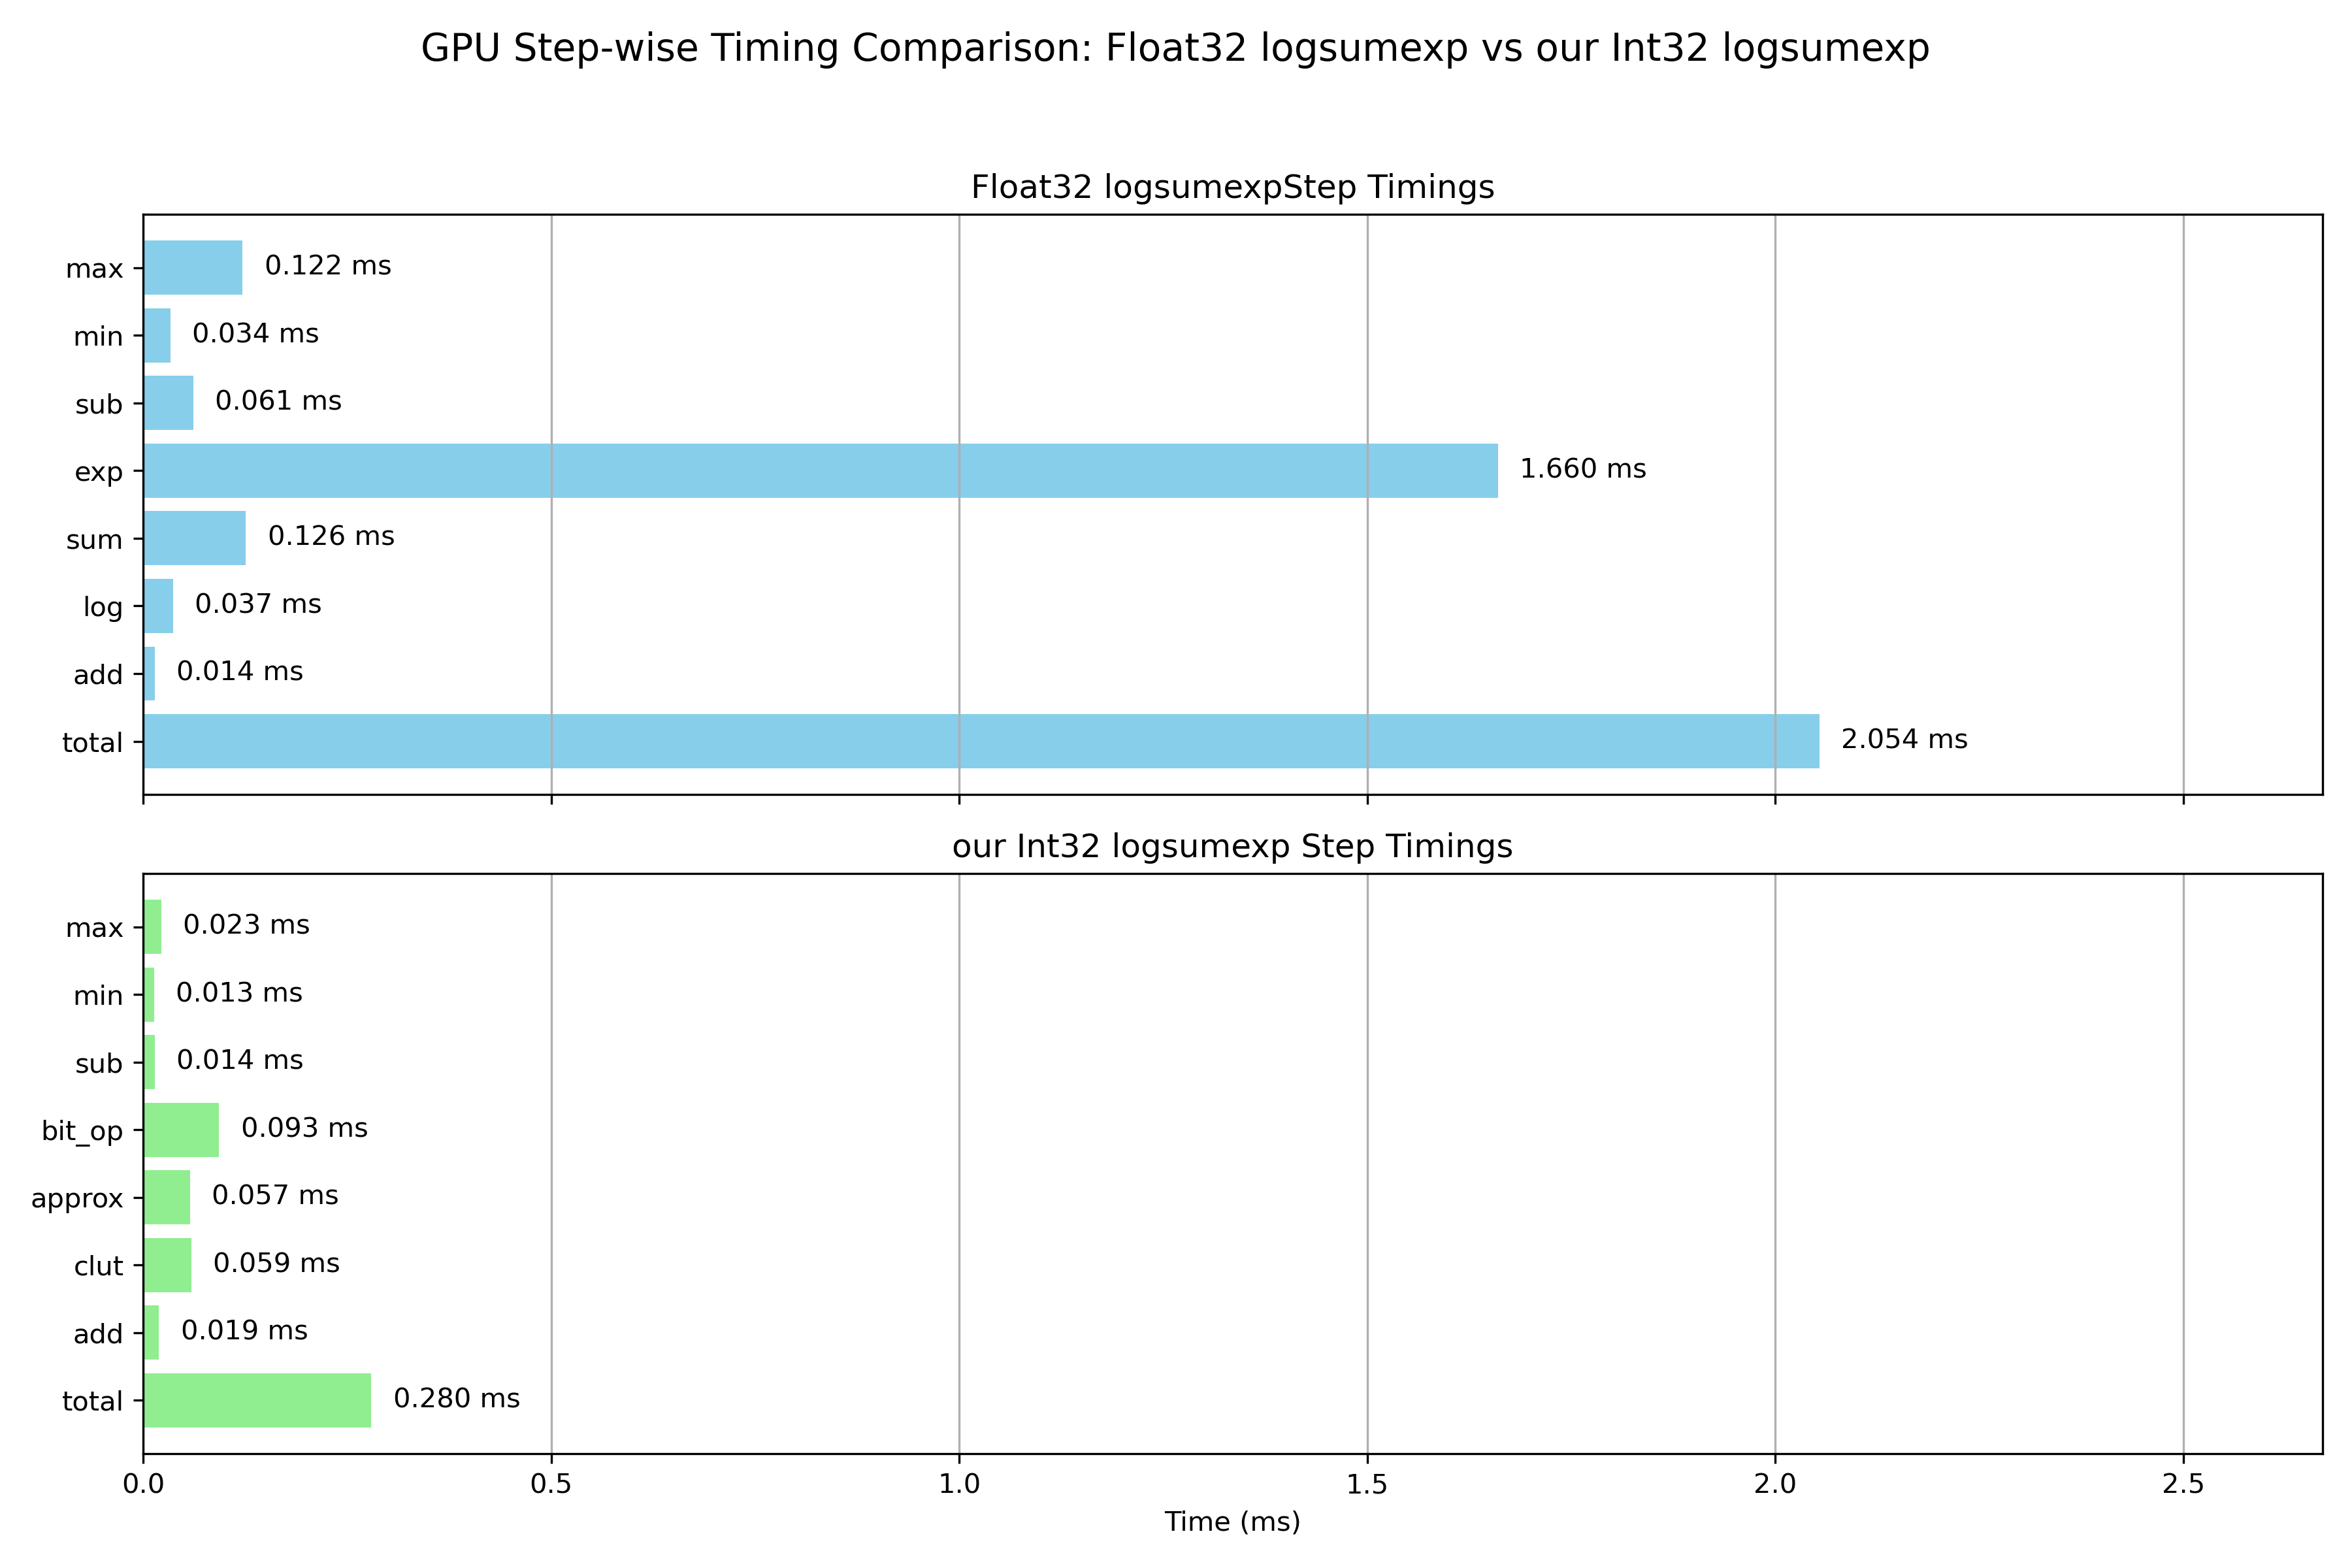 GPU Step-wise Timing Comparison: Float32 logsumexp vs our Int32 logsumexp
Float32 logsumexpStep Timings
max 0.122 ms
min 0.034 ms
sub 0.061 ms
exp 1.660 ms
sum 0.126 ms
log 0.037 ms
add 0.014 ms
total 2.054 ms
our Int32 logsumexp Step Timings
max 0.023 ms
min 0.013 ms
sub 0.014 ms
bit_op 0.093 ms
approx 0.057 ms
clut 0.059 ms
add 0.019 ms
total 0.280 ms
0.0 0.5 1.0 1.5 2.0 2.5
Time (ms)